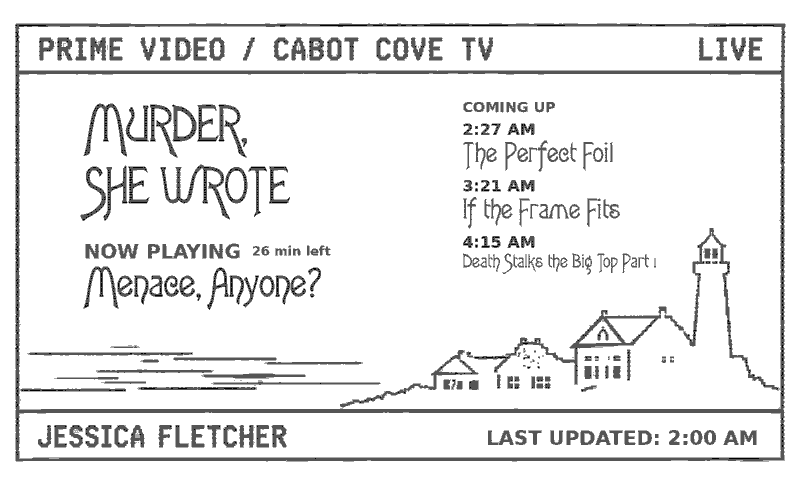 PRIME VIDEO / CABOT COVE TV
LIVE
MURDER,
SHE WROTE
NOW PLAYING 26 min left
Menace, Anyone?
COMING UP
2:27 AM
The Perfect Foil
3:21 AM
If the Frame Fits
4:15 AM
Death Stalks the Big Top Part 1
JESSICA FLETCHER
LAST UPDATED: 2:00 AM